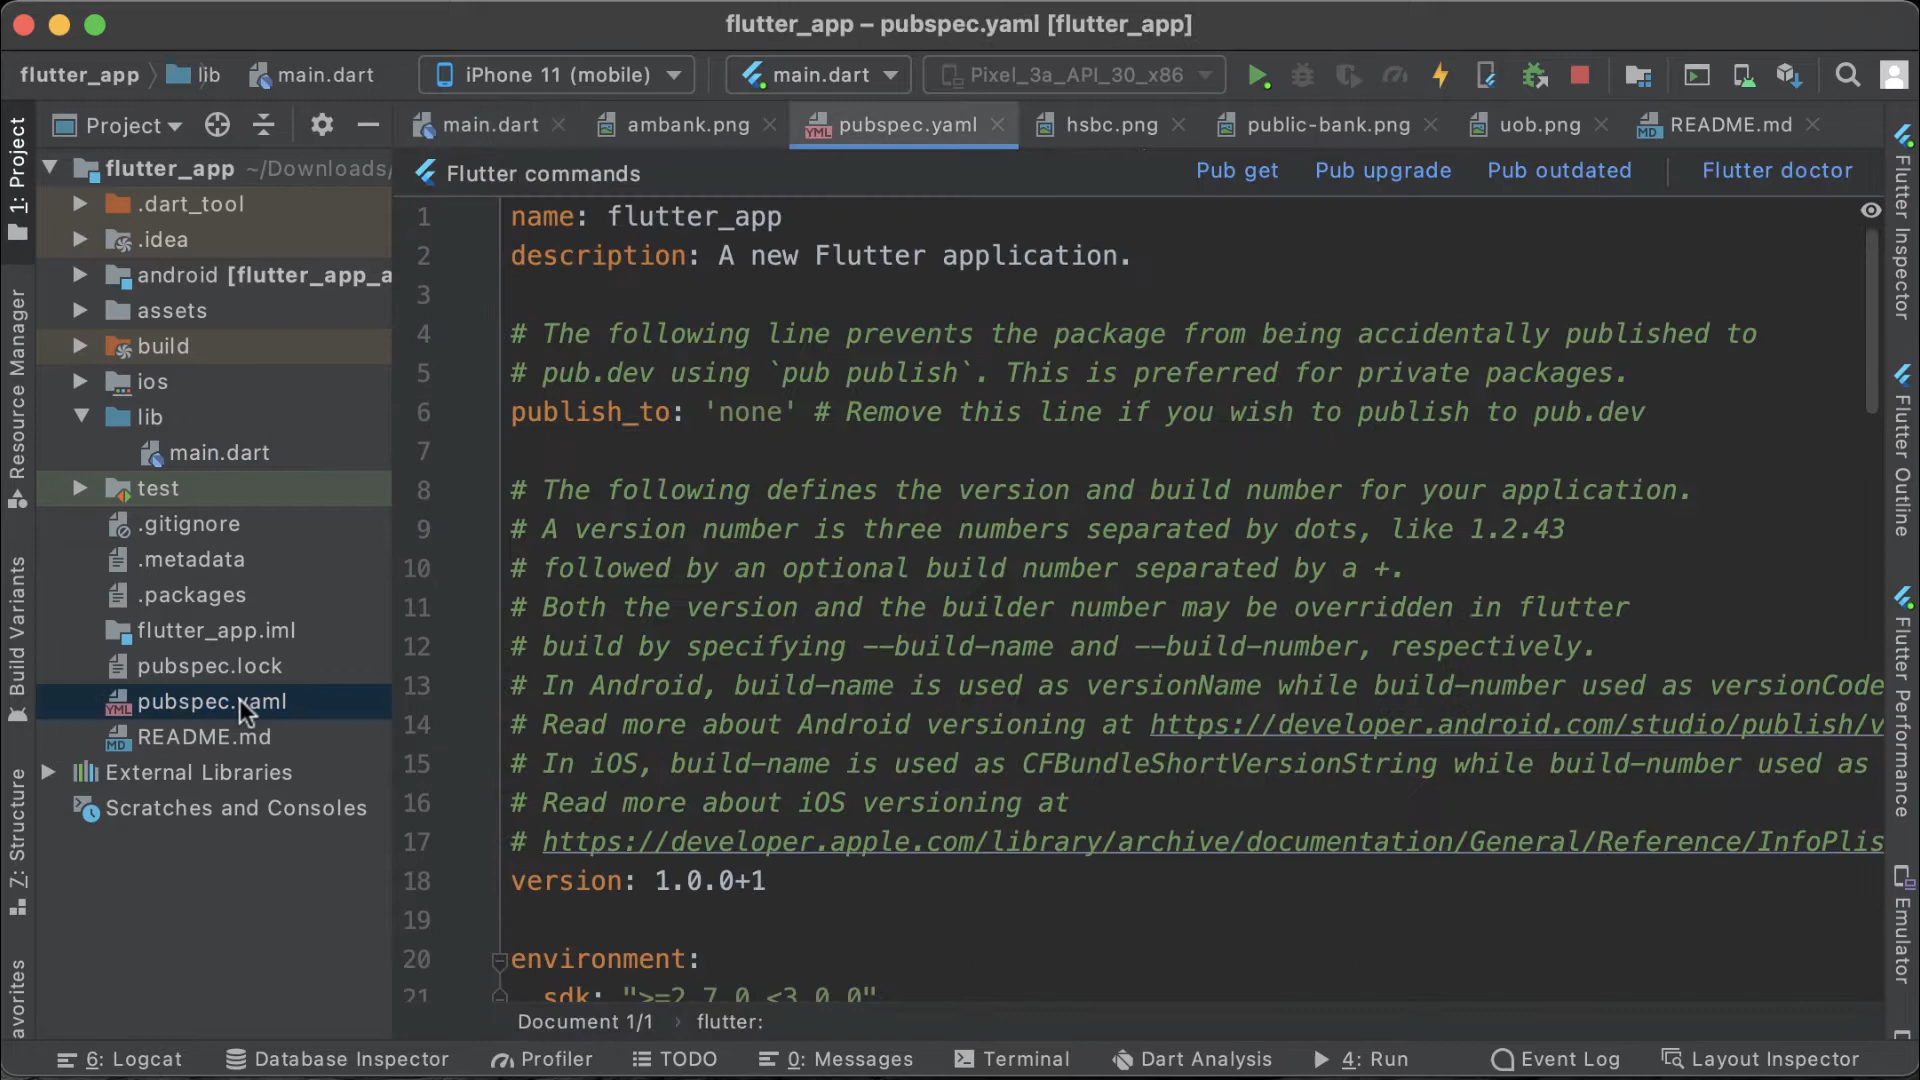 flutter_app – pubspec.yaml [flutter_app]
flutter_app lib main.dart iPhone 11 (mobile) main.dart Pixel_3a_API_30_x86
Project main.dart ambank.png pubspec.yaml hsbc.png public-bank.png uob.png README.md
Flutter commands Pub get Pub upgrade Pub outdated Flutter doctor
1: Project
Resource Manager
Build Variants
Z: Structure
avorites
flutter_app ~/Downloads/
.dart_tool
.idea
android [flutter_app_a
assets
build
ios
lib
main.dart
test
.gitignore
.metadata
.packages
flutter_app.iml
pubspec.lock
pubspec.yaml
README.md
External Libraries
Scratches and Consoles
1 name: flutter_app
2 description: A new Flutter application.
3
4 # The following line prevents the package from being accidentally published to
5 # pub.dev using `pub publish`. This is preferred for private packages.
6 publish_to: 'none' # Remove this line if you wish to publish to pub.dev
7
8 # The following defines the version and build number for your application.
9 # A version number is three numbers separated by dots, like 1.2.43
10 # followed by an optional build number separated by a +.
11 # Both the version and the builder number may be overridden in flutter
12 # build by specifying --build-name and --build-number, respectively.
13 # In Android, build-name is used as versionName while build-number used as versionCode
14 # Read more about Android versioning at https://developer.android.com/studio/publish/v
15 # In iOS, build-name is used as CFBundleShortVersionString while build-number used as
16 # Read more about iOS versioning at
17 # https://developer.apple.com/library/archive/documentation/General/Reference/InfoPlis
18 version: 1.0.0+1
19
20 environment:
21 sdk: ">=2.7.0 <3.0.0"
Document 1/1 › flutter:
Flutter Inspector
Flutter Outline
Flutter Performance
Emulator
6: Logcat Database Inspector Profiler TODO 0: Messages Terminal Dart Analysis 4: Run Event Log Layout Inspector